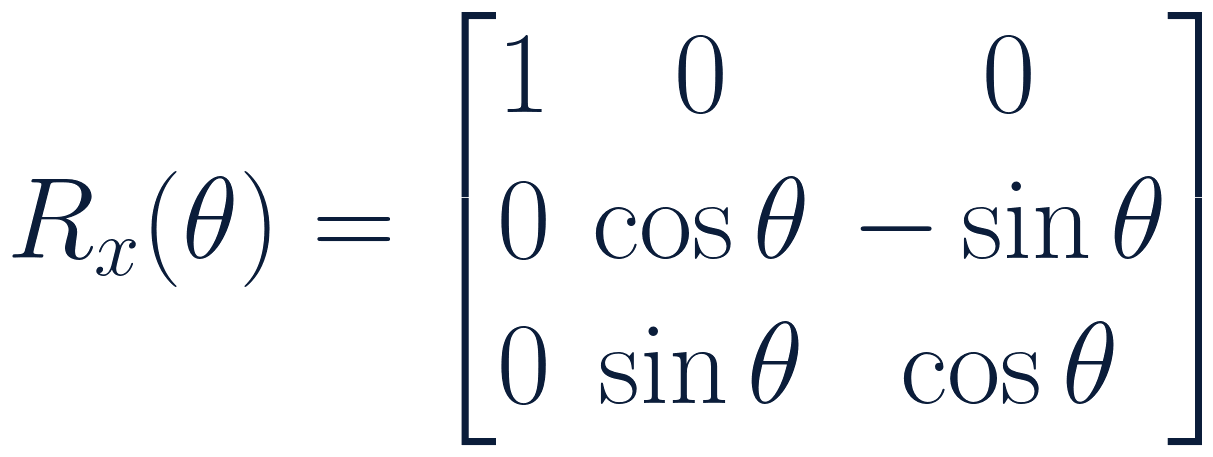 1 0 0
R_x(θ) = 0 cos θ − sin θ
0 sin θ cos θ